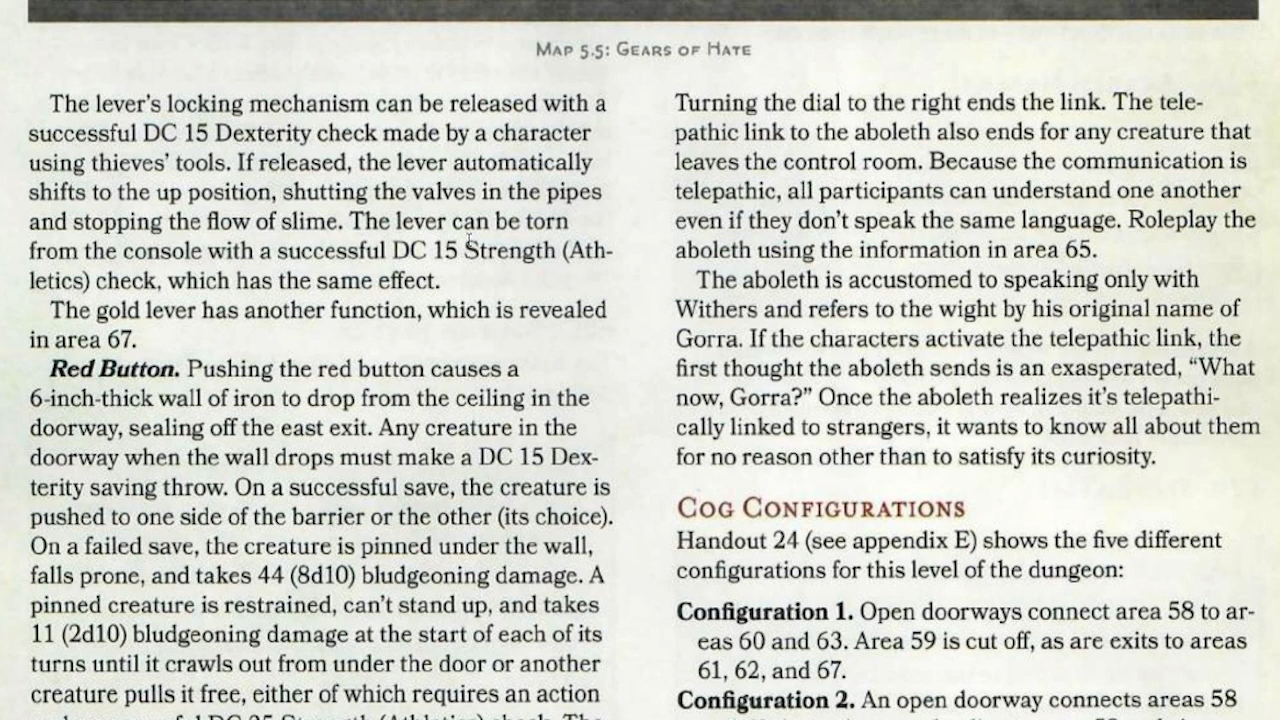 Map 5.5: Gears of Hate
The lever's locking mechanism can be released with a
successful DC 15 Dexterity check made by a character
using thieves' tools. If released, the lever automatically
shifts to the up position, shutting the valves in the pipes
and stopping the flow of slime. The lever can be torn
from the console with a successful DC 15 Strength (Ath-
letics) check, which has the same effect.
The gold lever has another function, which is revealed
in area 67.
Red Button. Pushing the red button causes a
6-inch-thick wall of iron to drop from the ceiling in the
doorway, sealing off the east exit. Any creature in the
doorway when the wall drops must make a DC 15 Dex-
terity saving throw. On a successful save, the creature is
pushed to one side of the barrier or the other (its choice).
On a failed save, the creature is pinned under the wall,
falls prone, and takes 44 (8d10) bludgeoning damage. A
pinned creature is restrained, can't stand up, and takes
11 (2d10) bludgeoning damage at the start of each of its
turns until it crawls out from under the door or another
creature pulls it free, either of which requires an action
Turning the dial to the right ends the link. The tele-
pathic link to the aboleth also ends for any creature that
leaves the control room. Because the communication is
telepathic, all participants can understand one another
even if they don't speak the same language. Roleplay the
aboleth using the information in area 65.
The aboleth is accustomed to speaking only with
Withers and refers to the wight by his original name of
Gorra. If the characters activate the telepathic link, the
first thought the aboleth sends is an exasperated, "What
now, Gorra?" Once the aboleth realizes it's telepathi-
cally linked to strangers, it wants to know all about them
for no reason other than to satisfy its curiosity.
Cog Configurations
Handout 24 (see appendix E) shows the five different
configurations for this level of the dungeon:
Configuration 1. Open doorways connect area 58 to ar-
eas 60 and 63. Area 59 is cut off, as are exits to areas
61, 62, and 67.
Configuration 2. An open doorway connects areas 58